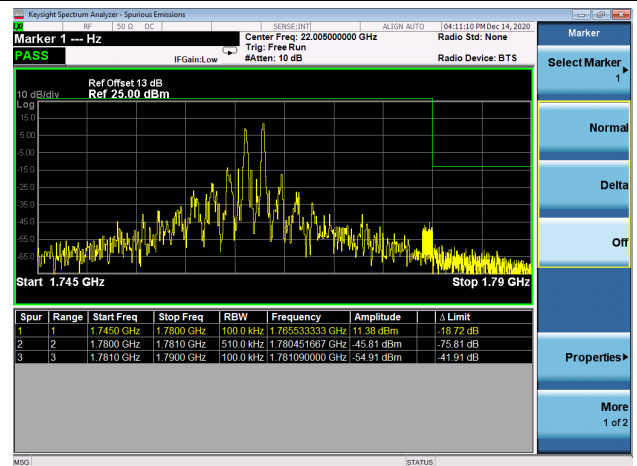 Keysight Spectrum Analyzer - Spurious Emissions
LXI RF 50 Ω DC SENSE:INT ALIGN AUTO 04:11:10 PM Dec 14, 2020
Marker 1 --- Hz
Center Freq: 22.005000000 GHz
Radio Std: None
Trig: Free Run
PASS
IFGain:Low
#Atten: 10 dB
Radio Device: BTS
Ref Offset 13 dB
10 dB/div Ref 25.00 dBm
Log
15.0
5.00
-5.00
-15.0
-25.0
-35.0
-45.0
-55.0
-65.0
Start 1.745 GHz Stop 1.79 GHz
Spur Range Start Freq Stop Freq RBW Frequency Amplitude Δ Limit
1 1 1.7450 GHz 1.7800 GHz 100.0 kHz 1.765533333 GHz 11.38 dBm -18.72 dB
2 2 1.7800 GHz 1.7810 GHz 510.0 kHz 1.780451667 GHz -45.81 dBm -75.81 dB
3 3 1.7810 GHz 1.7900 GHz 100.0 kHz 1.781090000 GHz -54.91 dBm -41.91 dB
MSG STATUS
Marker
Select Marker
1
Normal
Delta
Off
Properties
More
1 of 2